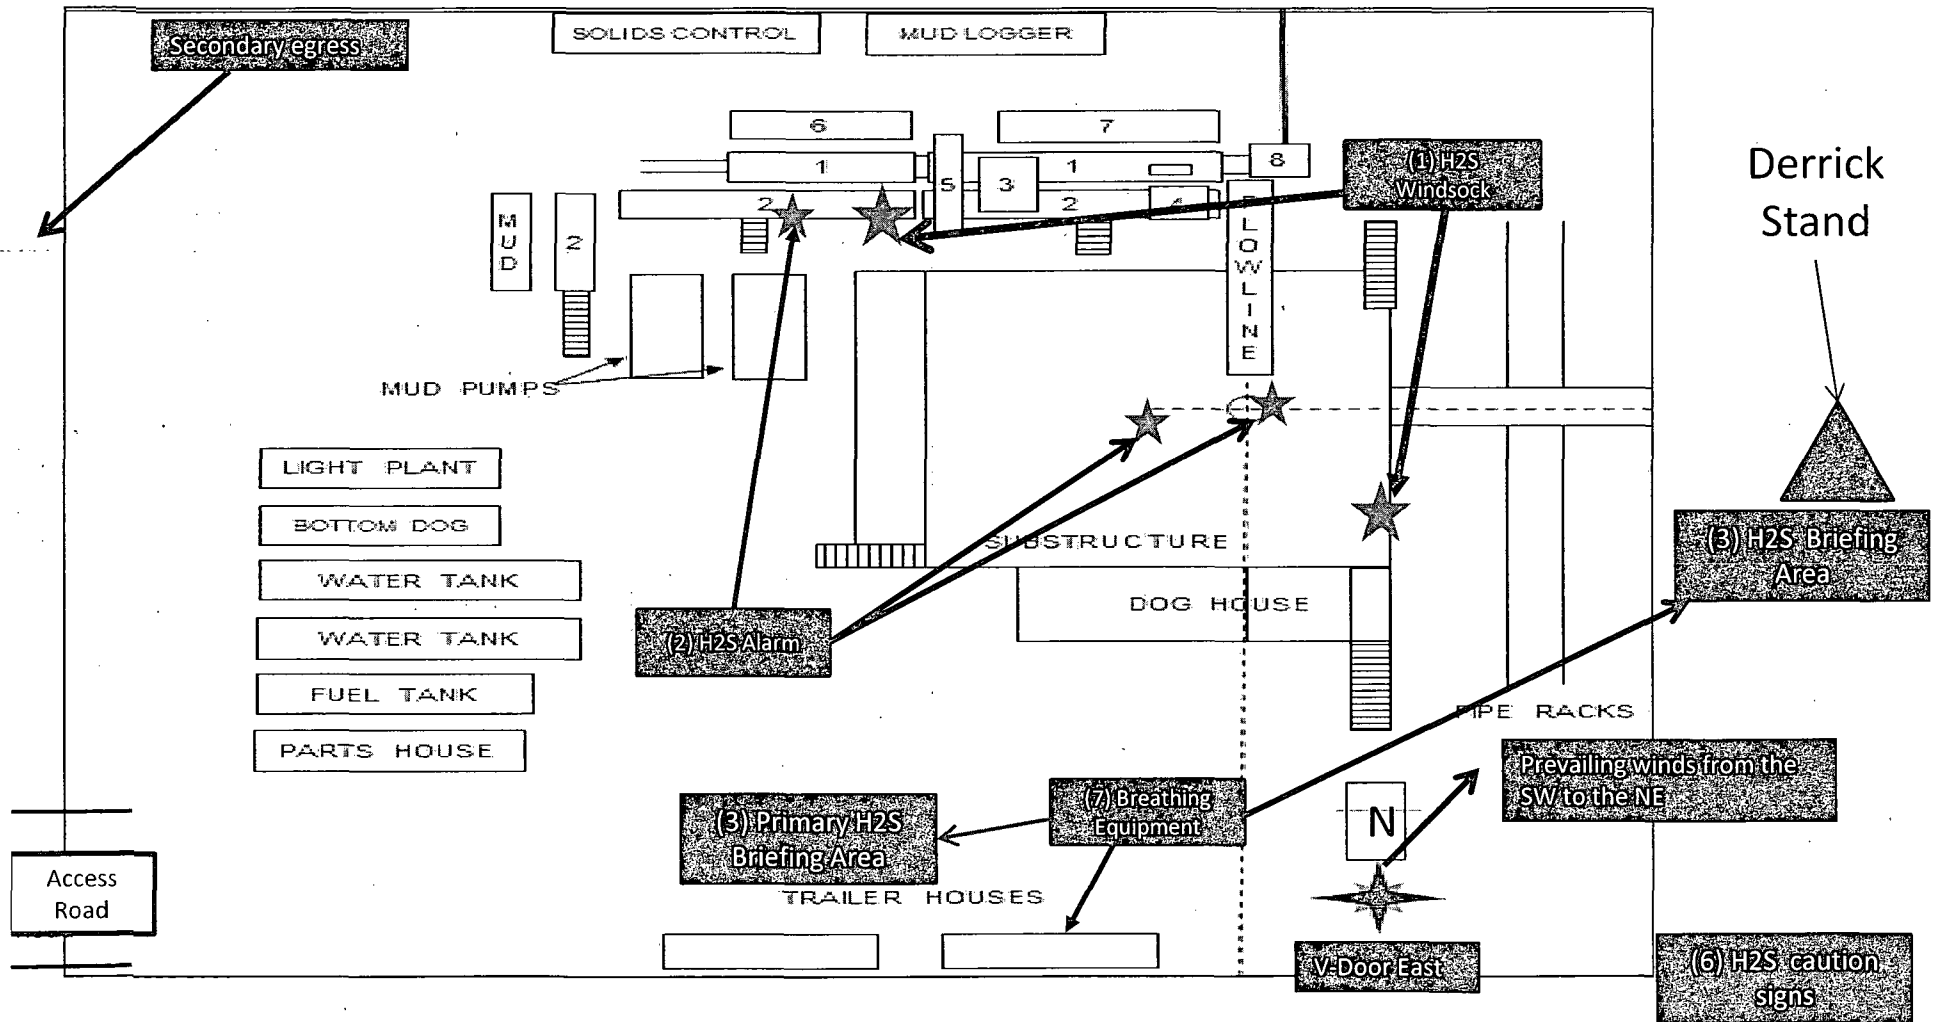 SOLIDS CONTROL
MUD LOGGER
Secondary egress
6
7
1
1
8
5
3
2
2
4
(1) H2S
Windsock
Derrick
Stand
MUD
2
FLOWLINE
MUD PUMPS
LIGHT PLANT
BOTTOM DOG
WATER TANK
WATER TANK
FUEL TANK
PARTS HOUSE
SUBSTRUCTURE
DOG HOUSE
(2) H2S Alarm
(3) H2S Briefing
Area
PIPE RACKS
Prevailing winds from the
SW to the NE
(7) Breathing
Equipment
(3) Primary H2S
Briefing Area
N
TRAILER HOUSES
Access
Road
V-Door East
(6) H2S caution
signs